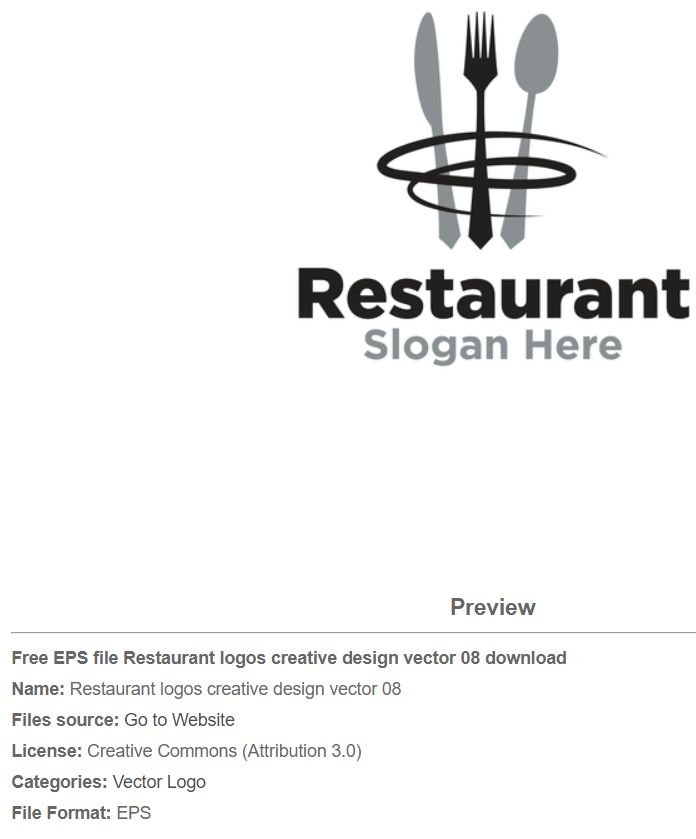 Restaurant
Slogan Here
Preview
Free EPS file Restaurant logos creative design vector 08 download
Name: Restaurant logos creative design vector 08
Files source: Go to Website
License: Creative Commons (Attribution 3.0)
Categories: Vector Logo
File Format: EPS